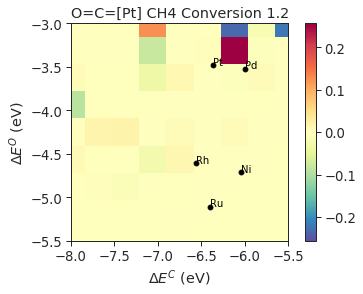 O=C=[Pt] CH4 Conversion 1.2
−3.0
−3.5
−4.0
−4.5
−5.0
−5.5
ΔE^O (eV)
Pt
Pd
Rh
Ni
Ru
−8.0 −7.5 −7.0 −6.5 −6.0 −5.5
ΔE^C (eV)
0.2
0.1
0.0
−0.1
−0.2